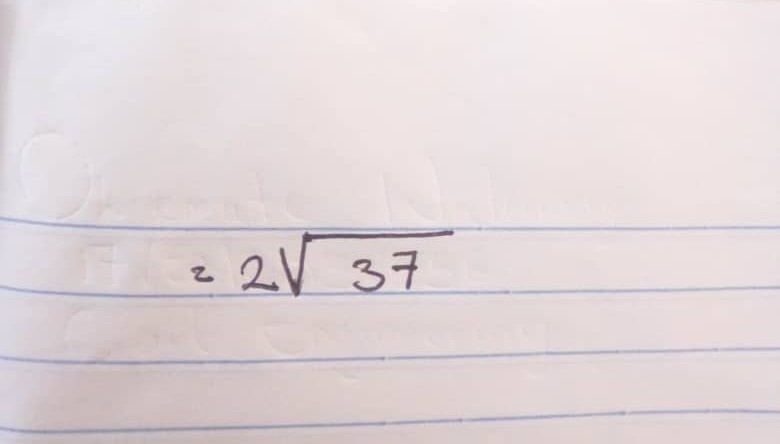 = 2√37